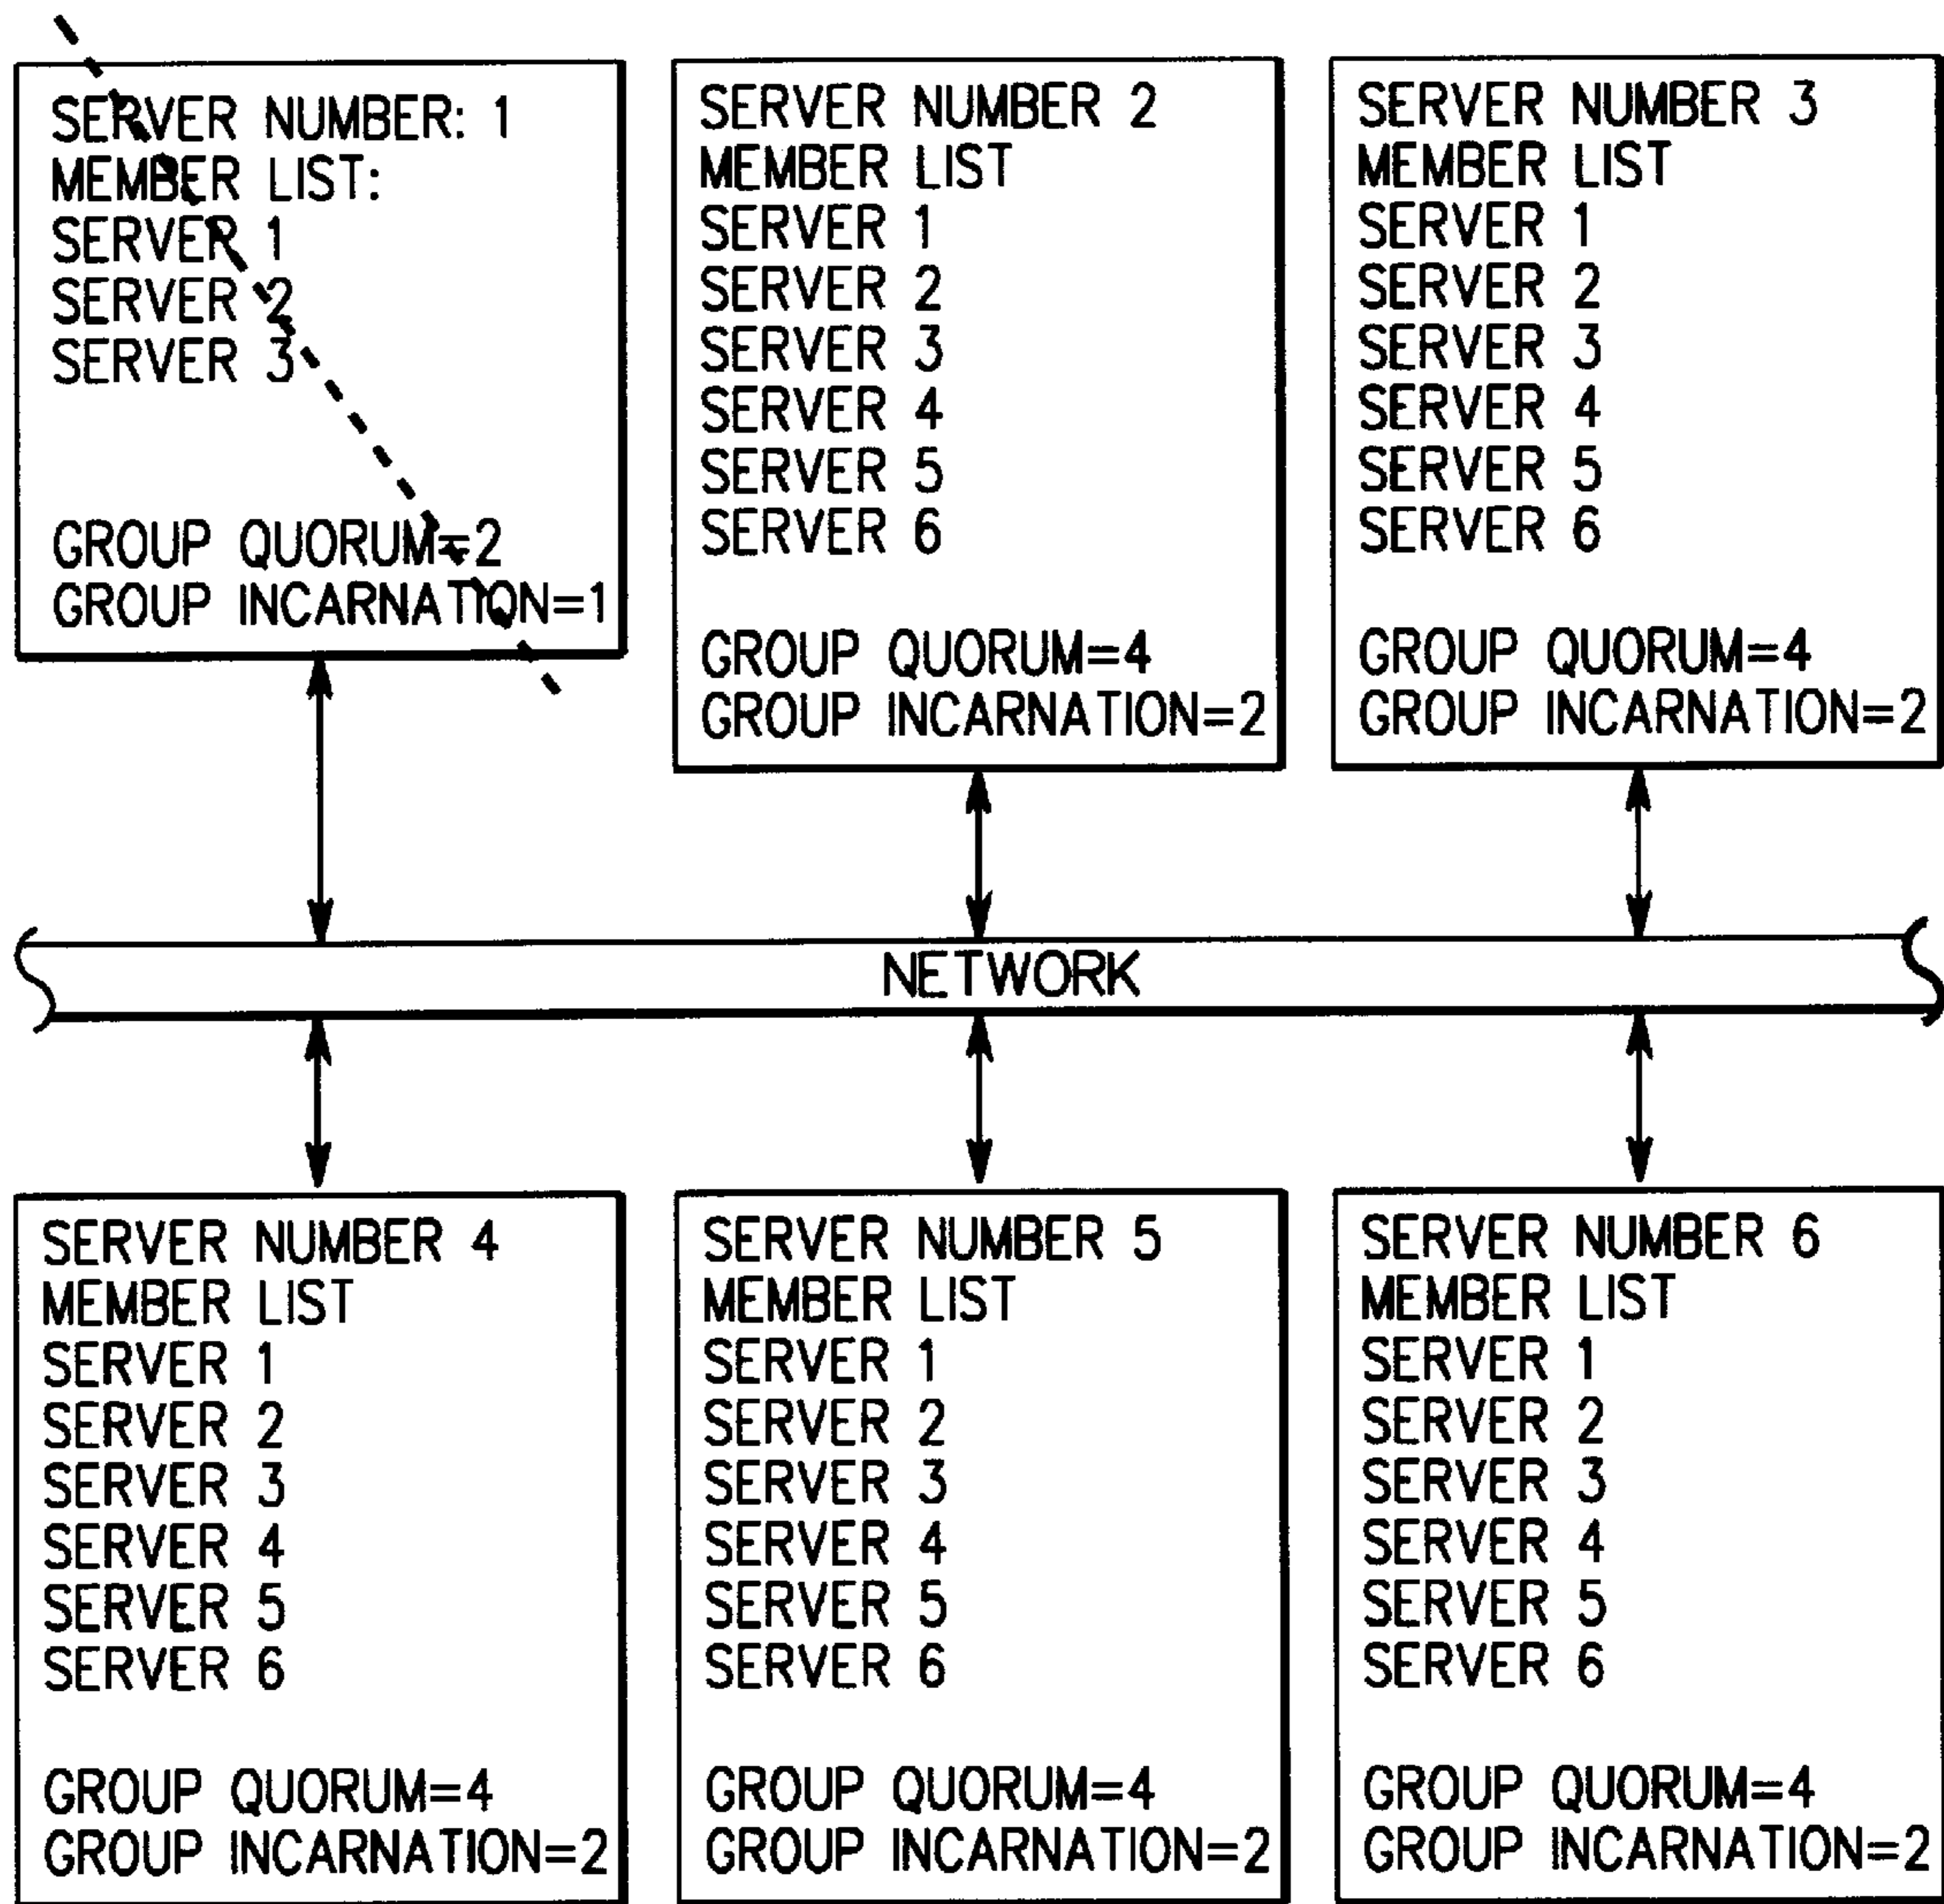 SERVER NUMBER: 1
MEMBER LIST:
SERVER 1
SERVER 2
SERVER 3
GROUP QUORUM=2
GROUP INCARNATION=1
SERVER NUMBER 2
MEMBER LIST
SERVER 1
SERVER 2
SERVER 3
SERVER 4
SERVER 5
SERVER 6
GROUP QUORUM=4
GROUP INCARNATION=2
SERVER NUMBER 3
MEMBER LIST
SERVER 1
SERVER 2
SERVER 3
SERVER 4
SERVER 5
SERVER 6
GROUP QUORUM=4
GROUP INCARNATION=2
NETWORK
SERVER NUMBER 4
MEMBER LIST
SERVER 1
SERVER 2
SERVER 3
SERVER 4
SERVER 5
SERVER 6
GROUP QUORUM=4
GROUP INCARNATION=2
SERVER NUMBER 5
MEMBER LIST
SERVER 1
SERVER 2
SERVER 3
SERVER 4
SERVER 5
SERVER 6
GROUP QUORUM=4
GROUP INCARNATION=2
SERVER NUMBER 6
MEMBER LIST
SERVER 1
SERVER 2
SERVER 3
SERVER 4
SERVER 5
SERVER 6
GROUP QUORUM=4
GROUP INCARNATION=2